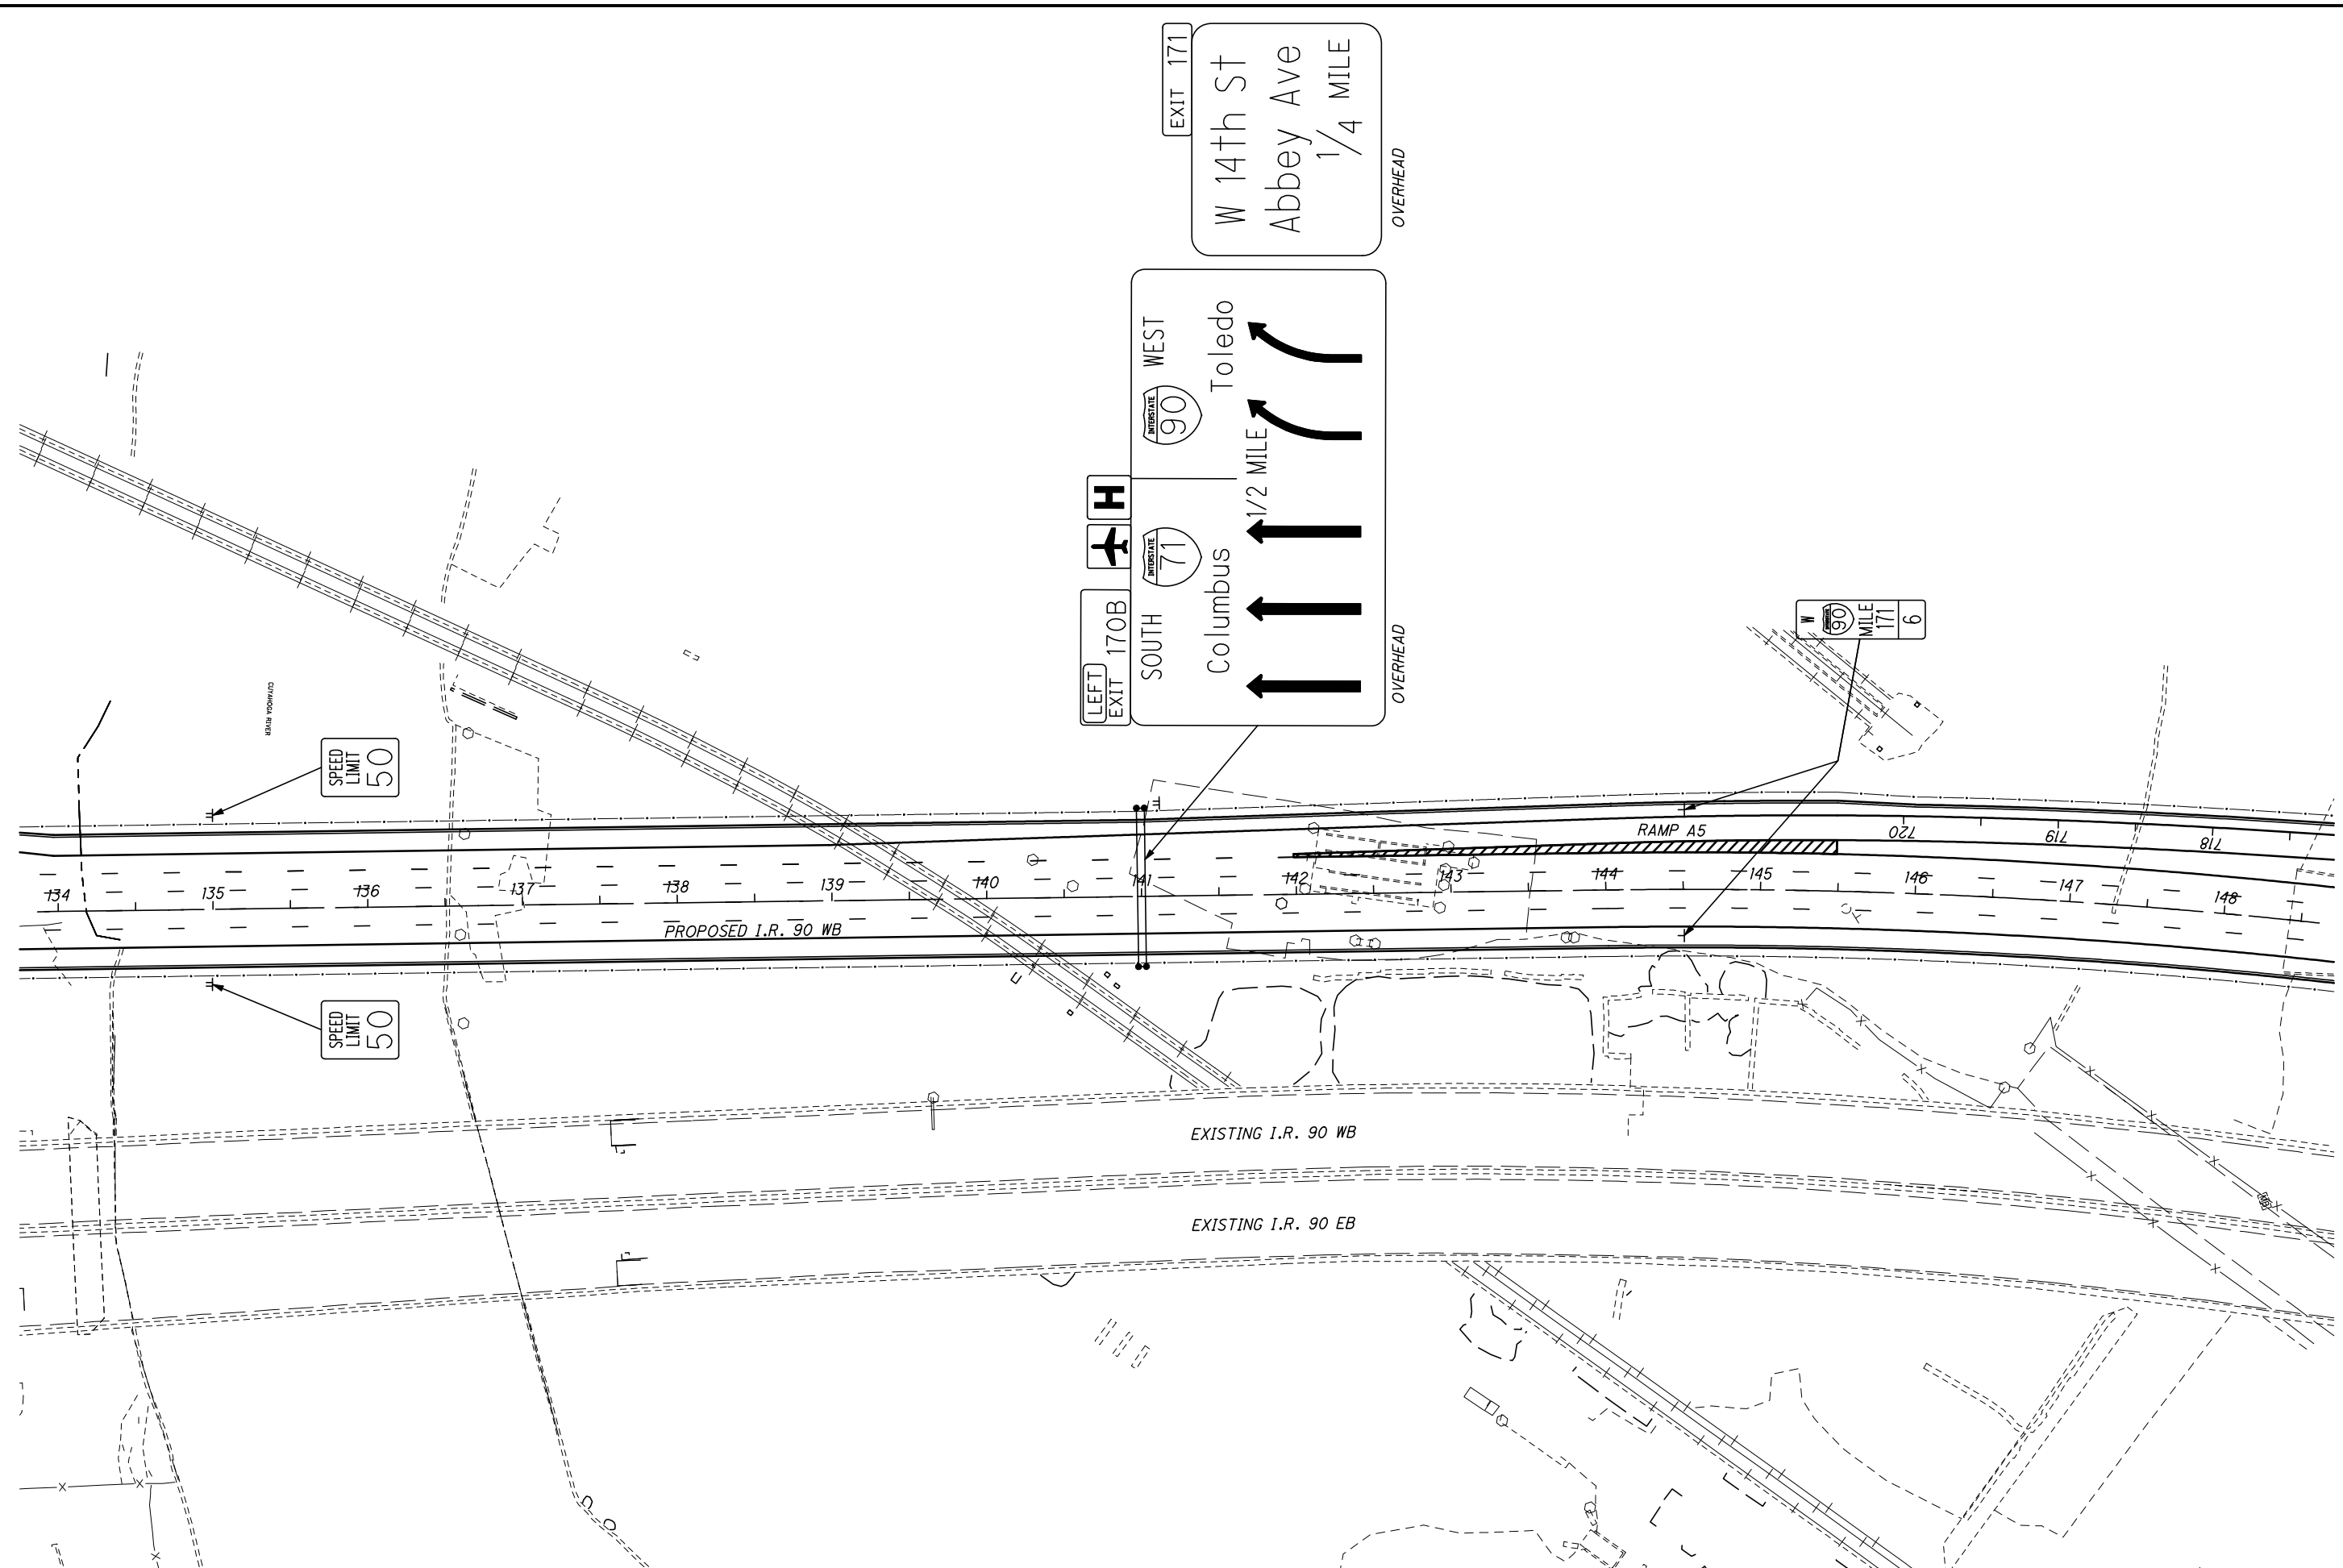 EXIT 171
W 14th St
Abbey Ave
1/4 MILE
OVERHEAD
LEFT
EXIT 170B
H
SOUTH
INTERSTATE
71
INTERSTATE
90
WEST
Columbus
Toledo
1/2 MILE
OVERHEAD
W
90
MILE
171
6
CUYAHOGA RIVER
SPEED
LIMIT
50
RAMP A5
720
719
718
134
135
136
137
138
139
140
141
142
143
144
145
146
147
148
PROPOSED I.R. 90 WB
SPEED
LIMIT
50
EXISTING I.R. 90 WB
EXISTING I.R. 90 EB